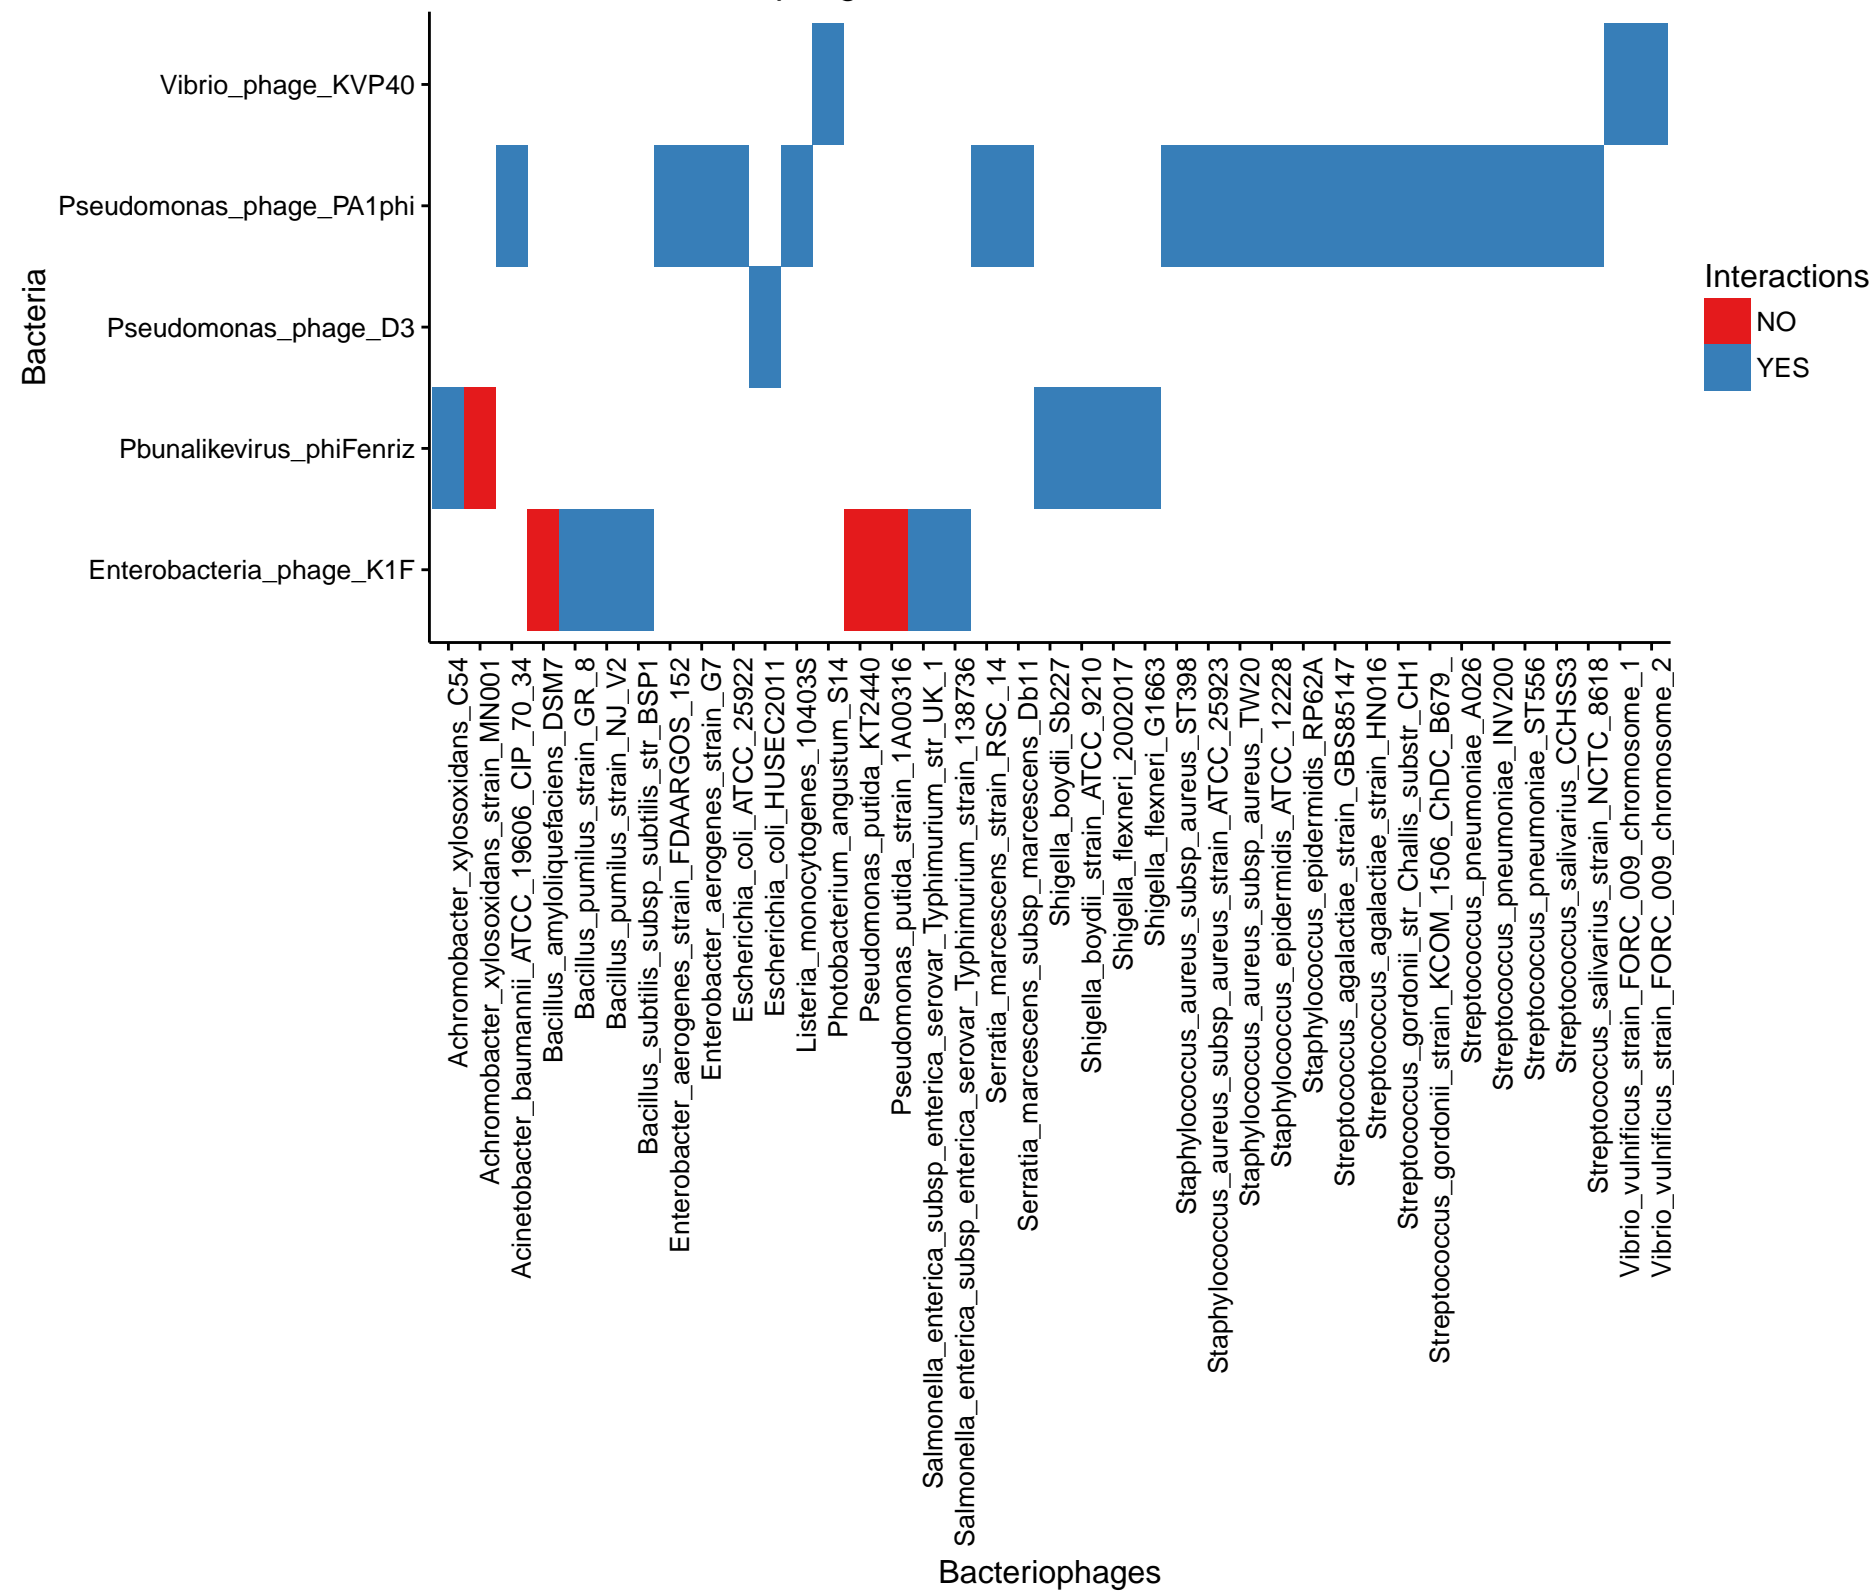 Vibrio_phage_KVP40
Pseudomonas_phage_PA1phi
Pseudomonas_phage_D3
Pbunalikevirus_phiFenriz
Enterobacteria_phage_K1F
Bacteria
Interactions
NO
YES
Achromobacter_xylosoxidans_C54
Achromobacter_xylosoxidans_strain_MN001
Acinetobacter_baumannii_ATCC_19606_CIP_70_34
Bacillus_amyloliquefaciens_DSM7
Bacillus_pumilus_strain_GR_8
Bacillus_pumilus_strain_NJ_V2
Bacillus_subtilis_subsp_subtilis_str_BSP1
Enterobacter_aerogenes_strain_FDAARGOS_152
Enterobacter_aerogenes_strain_G7
Escherichia_coli_ATCC_25922
Escherichia_coli_HUSEC2011
Listeria_monocytogenes_10403S
Photobacterium_angustum_S14
Pseudomonas_putida_KT2440
Pseudomonas_putida_strain_1A00316
Salmonella_enterica_subsp_enterica_serovar_Typhimurium_str_UK_1
Salmonella_enterica_subsp_enterica_serovar_Typhimurium_strain_138736
Serratia_marcescens_strain_RSC_14
Serratia_marcescens_subsp_marcescens_Db11
Shigella_boydii_Sb227
Shigella_boydii_strain_ATCC_9210
Shigella_flexneri_2002017
Shigella_flexneri_G1663
Staphylococcus_aureus_subsp_aureus_ST398
Staphylococcus_aureus_subsp_aureus_strain_ATCC_25923
Staphylococcus_aureus_subsp_aureus_TW20
Staphylococcus_epidermidis_ATCC_12228
Staphylococcus_epidermidis_RP62A
Streptococcus_agalactiae_strain_GBS85147
Streptococcus_agalactiae_strain_HN016
Streptococcus_gordonii_str_Challis_substr_CH1
Streptococcus_gordonii_strain_KCOM_1506_ChDC_B679_
Streptococcus_pneumoniae_A026
Streptococcus_pneumoniae_INV200
Streptococcus_pneumoniae_ST556
Streptococcus_salivarius_CCHSS3
Streptococcus_salivarius_strain_NCTC_8618
Vibrio_vulnificus_strain_FORC_009_chromosome_1
Vibrio_vulnificus_strain_FORC_009_chromosome_2
Bacteriophages